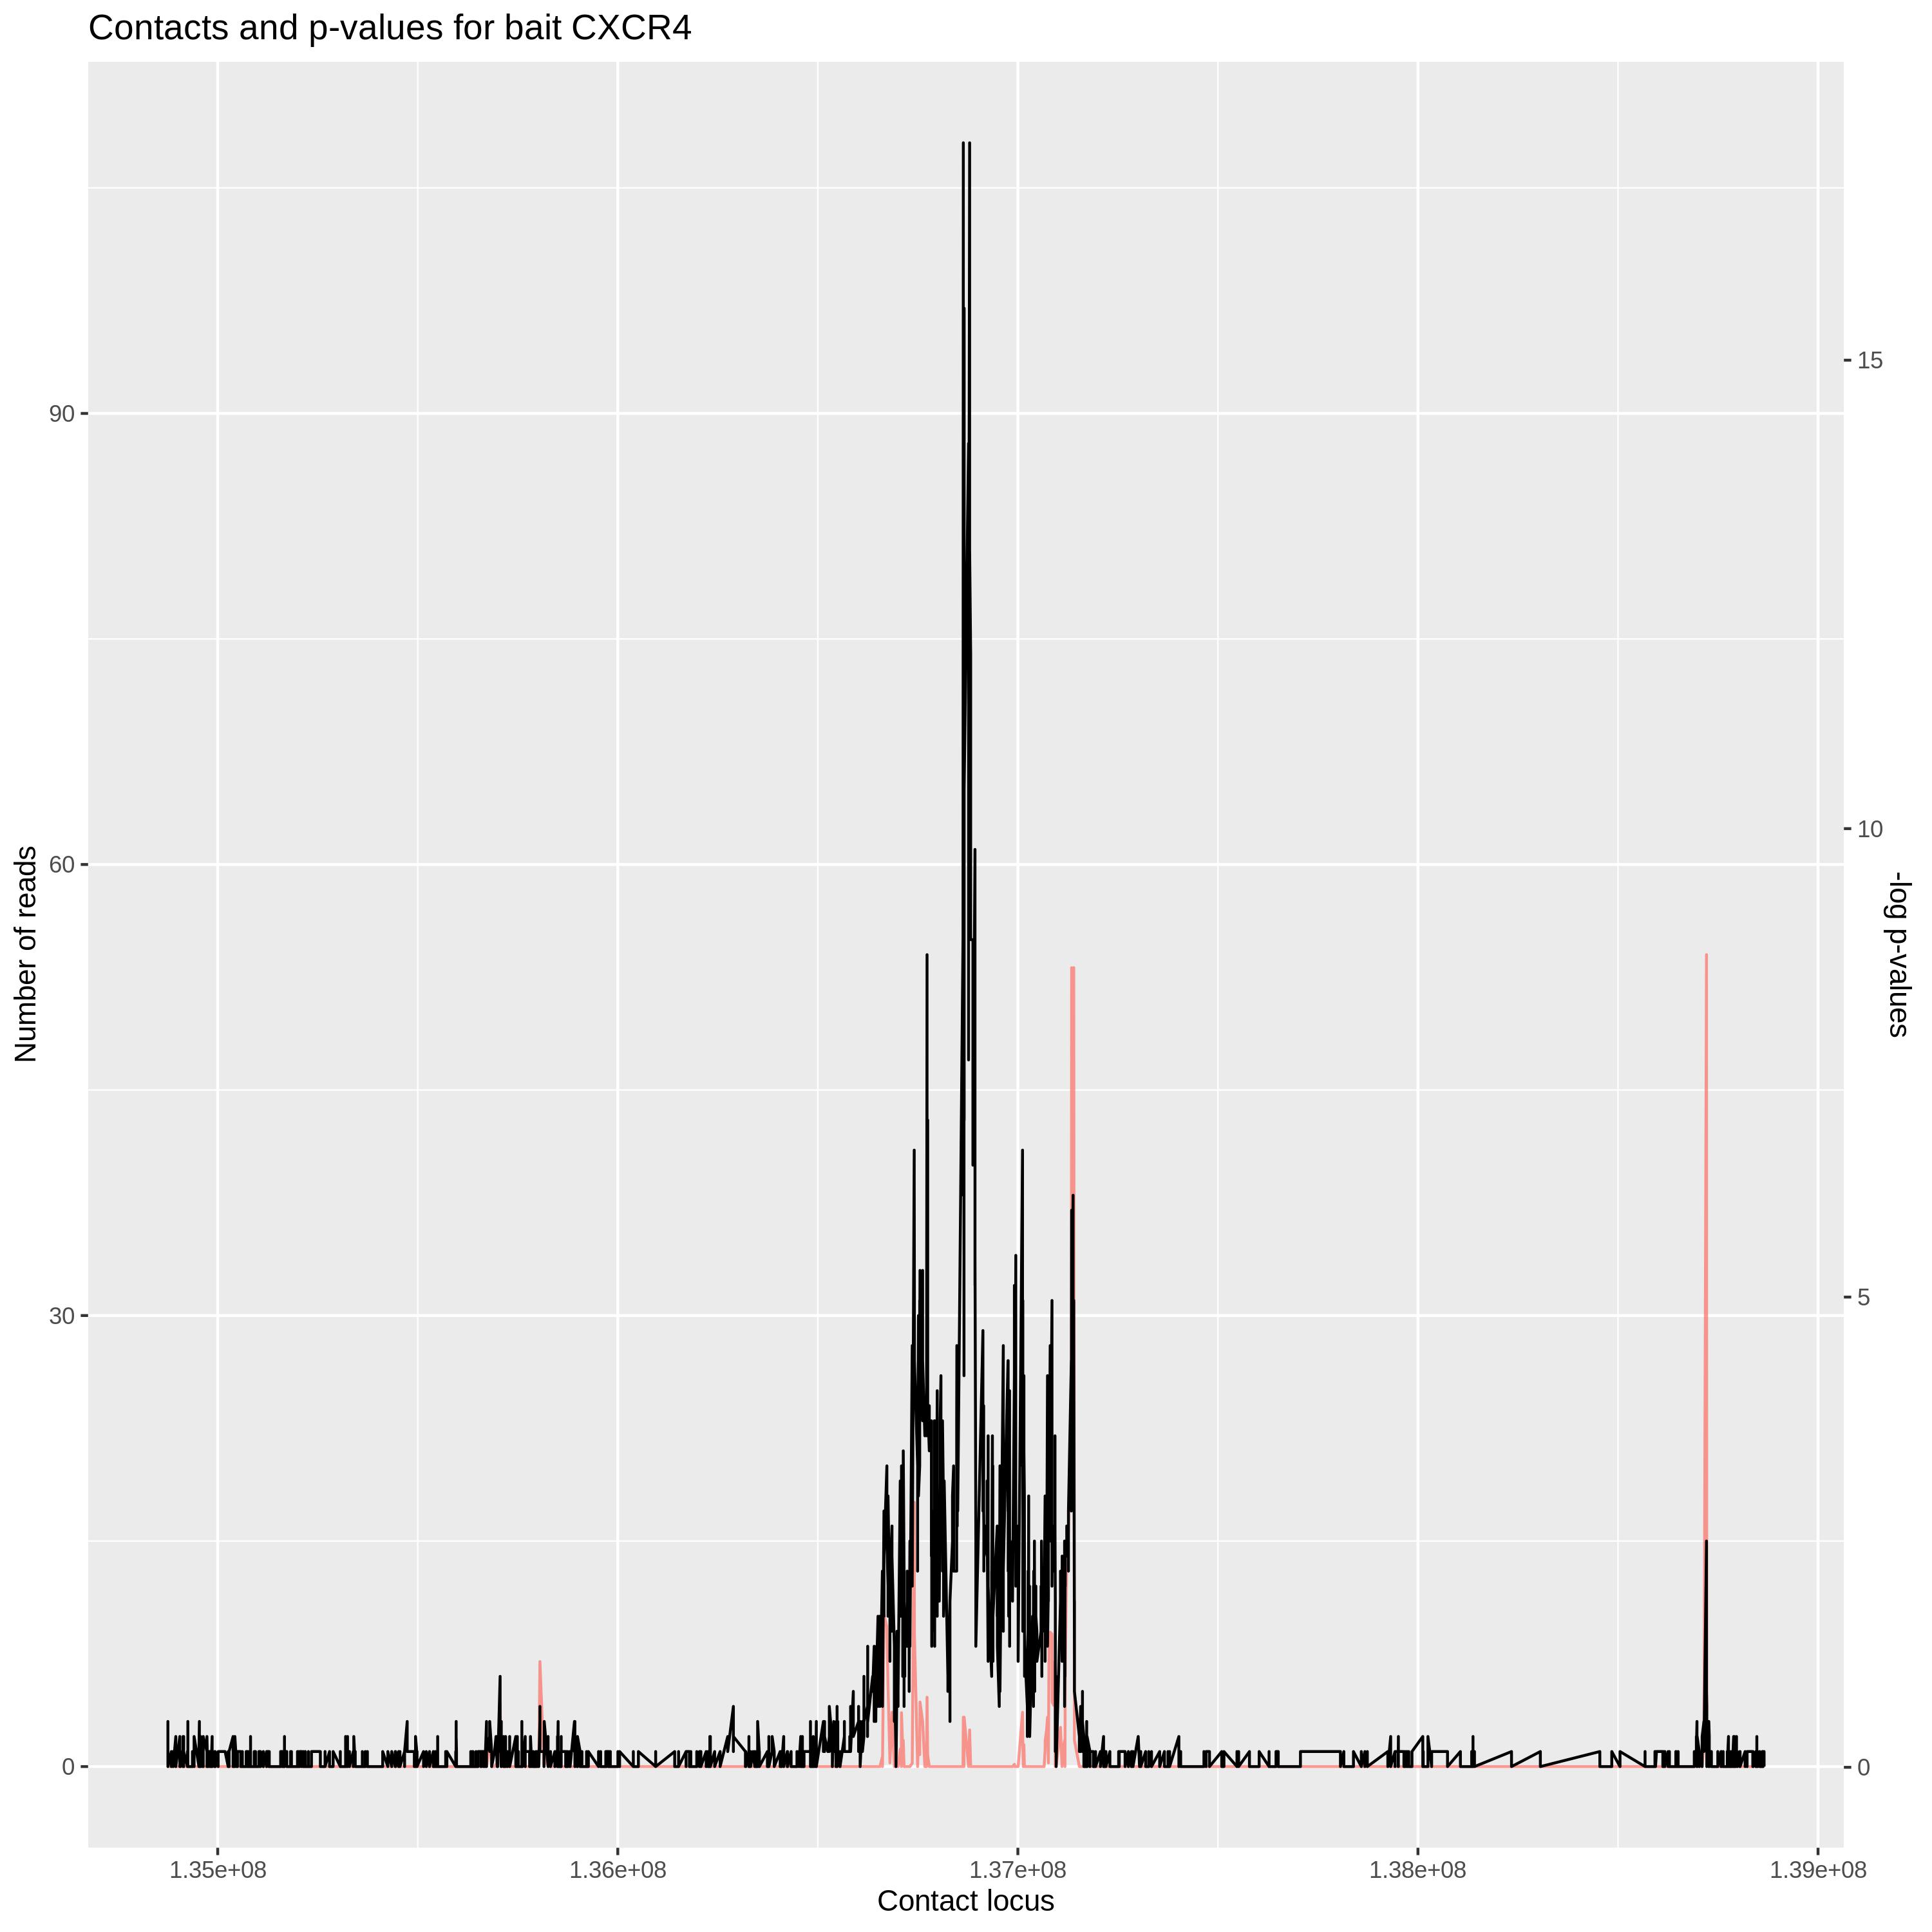 Contacts and p-values for bait CXCR4
Number of reads
90
60
30
0
15
10
5
0
-log p-values
1.35e+08
1.36e+08
1.37e+08
1.38e+08
1.39e+08
Contact locus